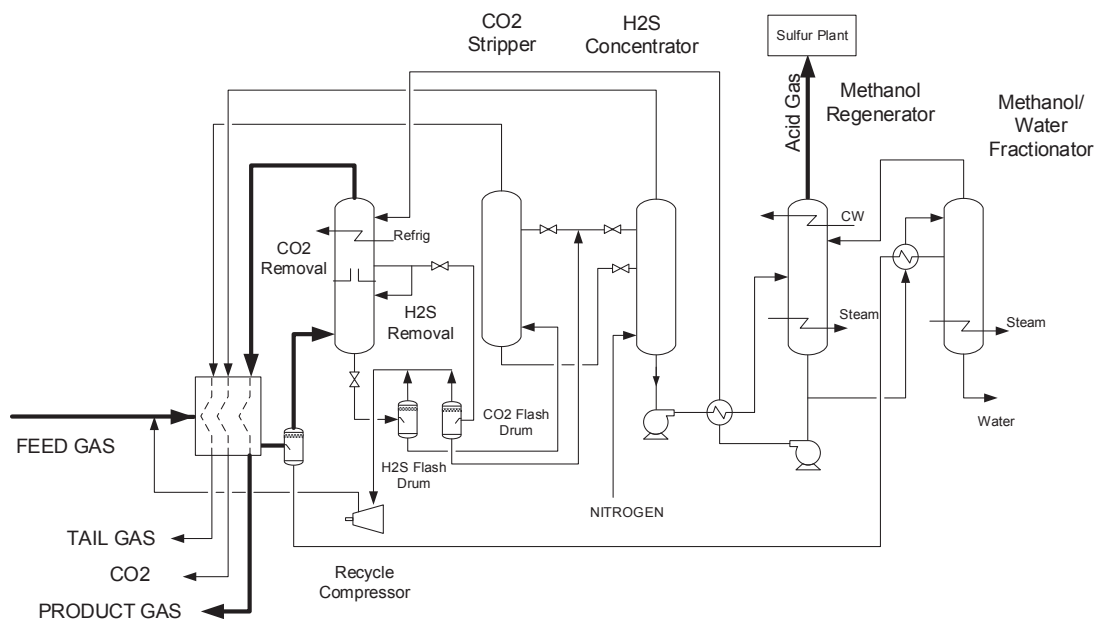 CO2
Stripper
H2S
Concentrator
Sulfur Plant
Acid Gas
Methanol
Regenerator
Methanol/
Water
Fractionator
CO2
Removal
Refrig
H2S
Removal
CW
Steam
Steam
FEED GAS
CO2 Flash
Drum
H2S Flash
Drum
Water
NITROGEN
TAIL GAS
CO2
PRODUCT GAS
Recycle
Compressor